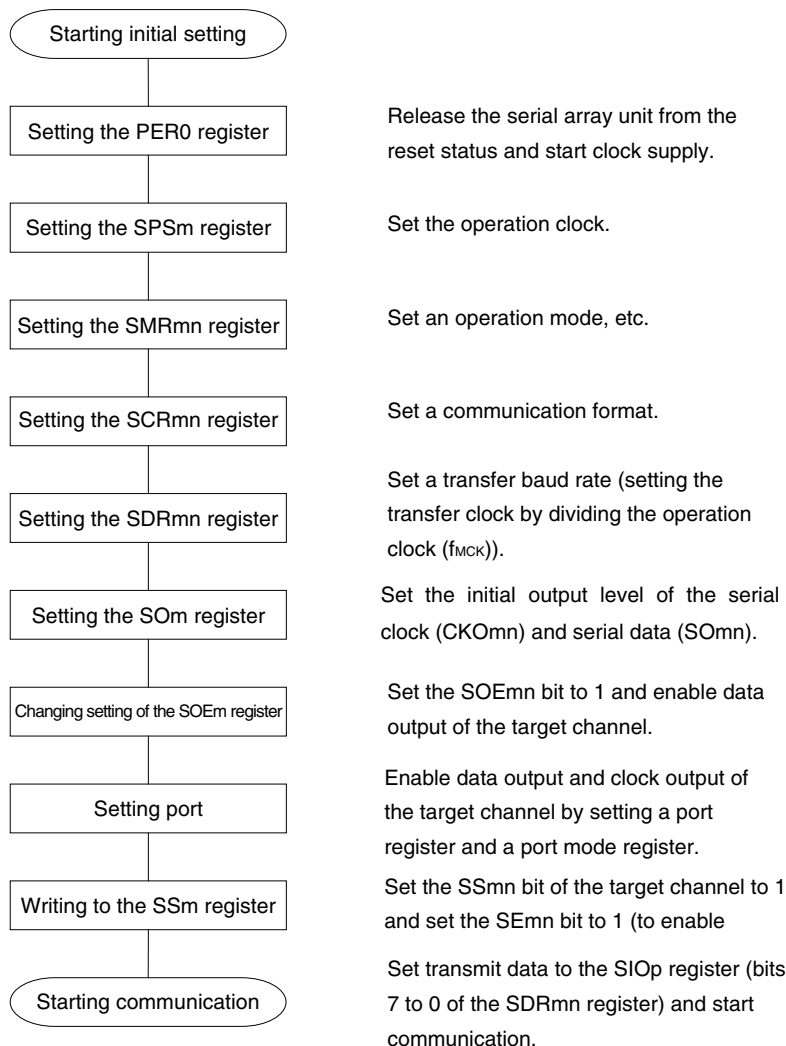 Starting initial setting
Setting the PER0 register
Release the serial array unit from the
reset status and start clock supply.
Setting the SPSm register
Set the operation clock.
Setting the SMRmn register
Set an operation mode, etc.
Setting the SCRmn register
Set a communication format.
Setting the SDRmn register
Set a transfer baud rate (setting the
transfer clock by dividing the operation
clock (fMCK)).
Setting the SOm register
Set the initial output level of the serial
clock (CKOmn) and serial data (SOmn).
Changing setting of the SOEm register
Set the SOEmn bit to 1 and enable data
output of the target channel.
Setting port
Enable data output and clock output of
the target channel by setting a port
register and a port mode register.
Writing to the SSm register
Set the SSmn bit of the target channel to 1
and set the SEmn bit to 1 (to enable
Starting communication
Set transmit data to the SIOp register (bits
7 to 0 of the SDRmn register) and start
communication.